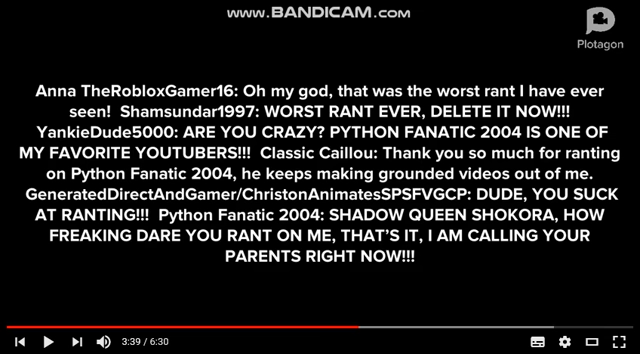 www.BANDICAM.com
Plotagon
Anna TheRobloxGamer16: Oh my god, that was the worst rant I have ever
seen!  Shamsundar1997: WORST RANT EVER, DELETE IT NOW!!!
YankieDude5000: ARE YOU CRAZY? PYTHON FANATIC 2004 IS ONE OF
MY FAVORITE YOUTUBERS!!!  Classic Caillou: Thank you so much for ranting
on Python Fanatic 2004, he keeps making grounded videos out of me.
GeneratedDirectAndGamer/ChristonAnimatesSPSFVGCP: DUDE, YOU SUCK
AT RANTING!!!  Python Fanatic 2004: SHADOW QUEEN SHOKORA, HOW
FREAKING DARE YOU RANT ON ME, THAT’S IT, I AM CALLING YOUR
PARENTS RIGHT NOW!!!
3:39 / 6:30